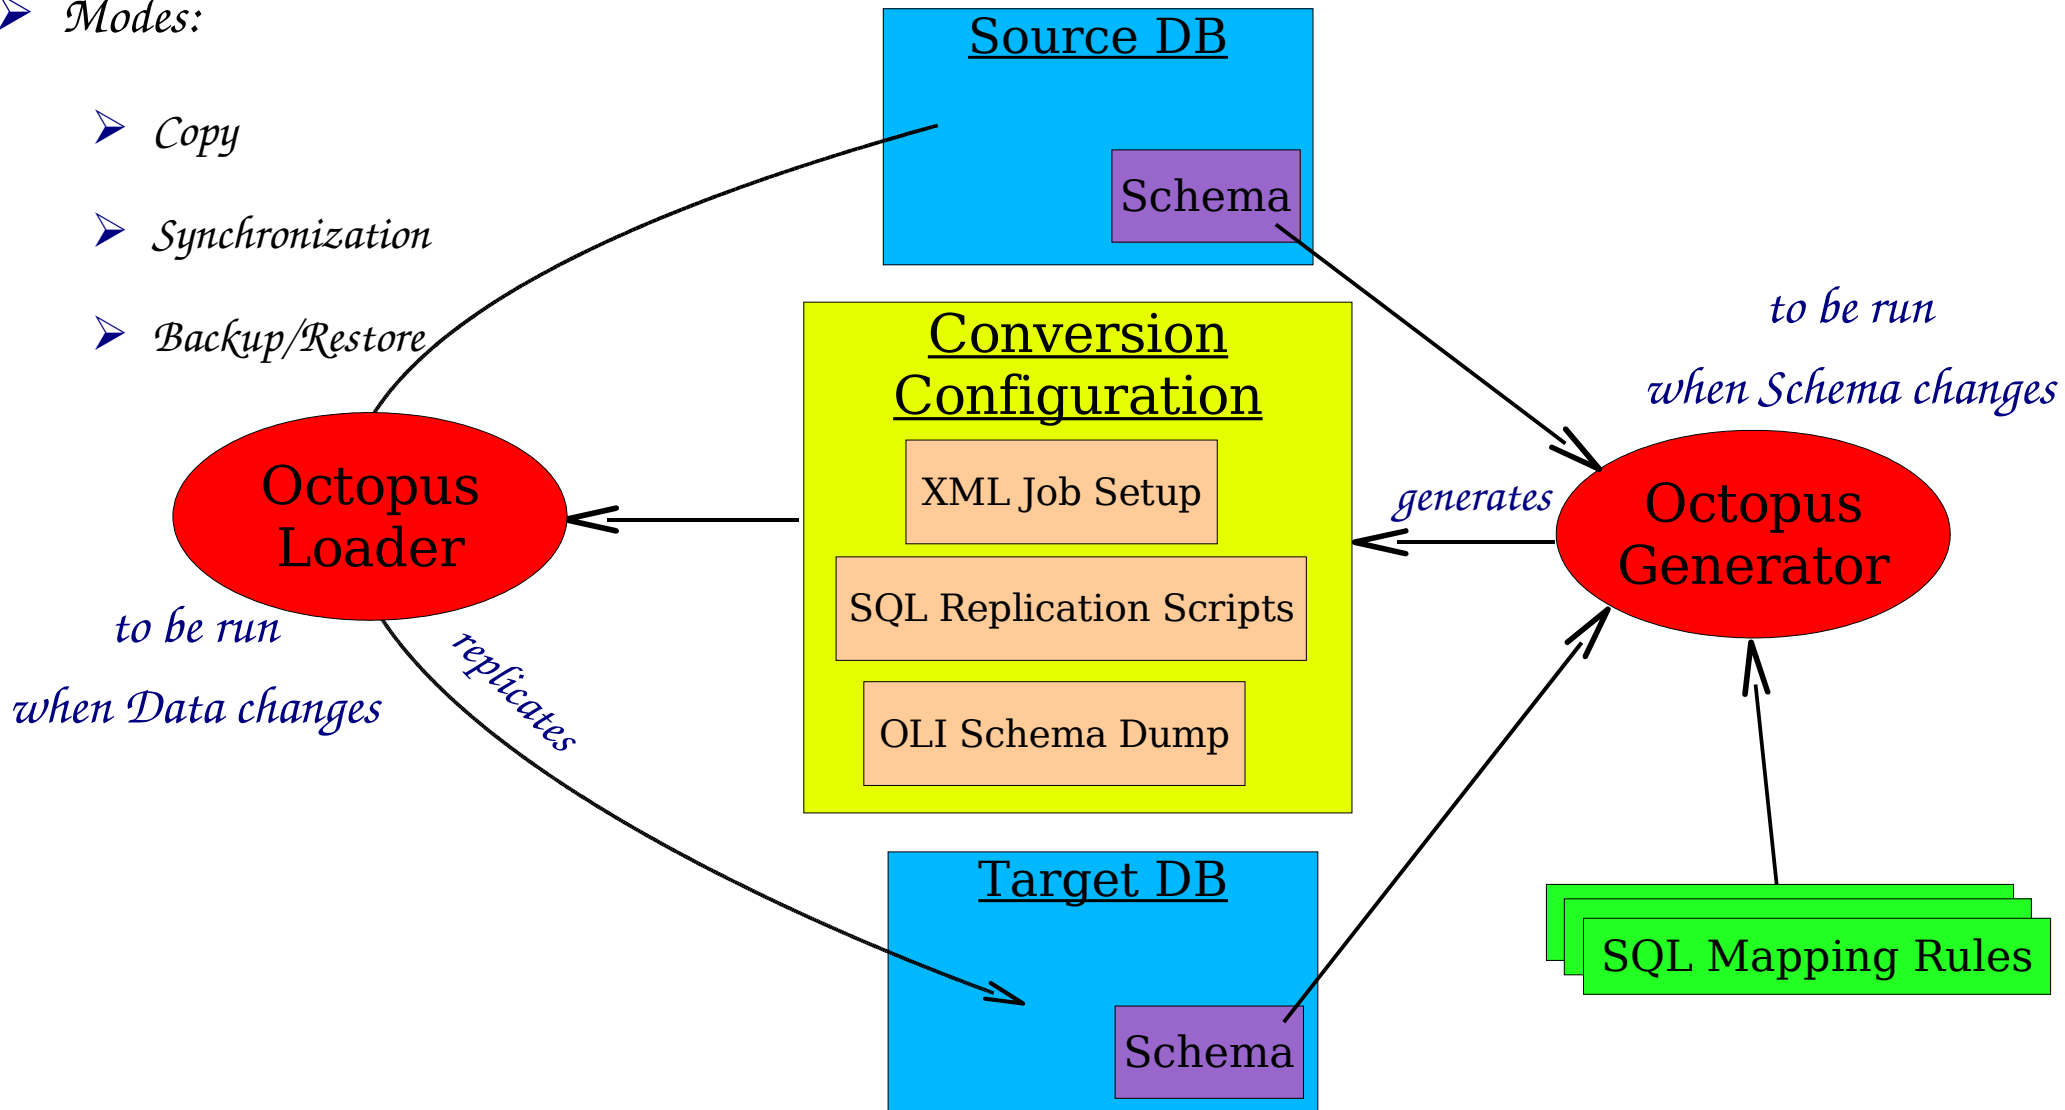 Modes:
Copy
Synchronization
Backup/Restore
Source DB
Schema
Conversion
Configuration
XML Job Setup
SQL Replication Scripts
OLI Schema Dump
Octopus
Loader
to be run
when Data changes
replicates
to be run
when Schema changes
generates
Octopus
Generator
Target DB
Schema
SQL Mapping Rules